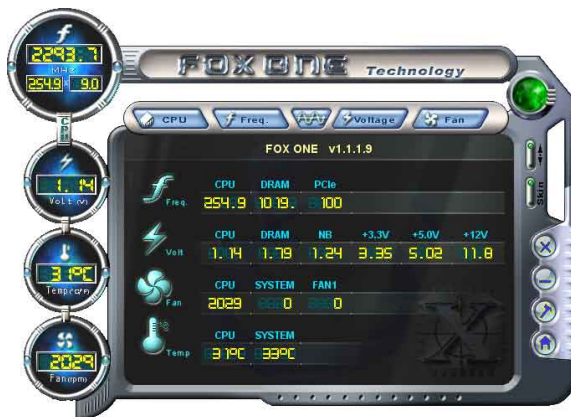 2293.7
MHz
254.9 × 9.0
CPU
1.14
Volt.(v)
31°C
Temp(c/f)
2029
Fan(rpm)
FOX ONE Technology
CPU Freq. Voltage Fan
FOX ONE v1.1.1.9
CPU DRAM PCIe
Freq. 254.9 1019. 100
CPU DRAM NB +3.3V +5.0V +12V
Volt 1.14 1.79 1.24 3.35 5.02 11.8
CPU SYSTEM FAN1
Fan 2029 0 0
CPU SYSTEM
Temp 31°C 33°C
Skin